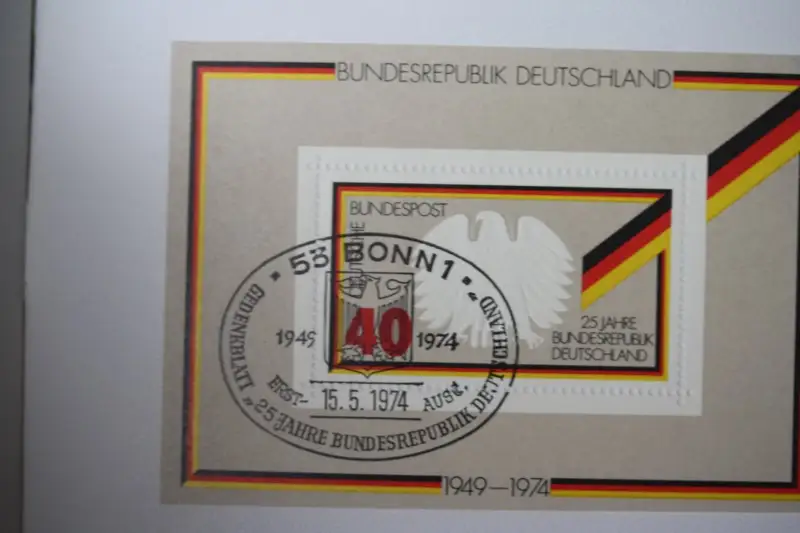 BUNDESREPUBLIK DEUTSCHLAND
DEUTSCHE
BUNDESPOST
40
25 JAHRE
BUNDESREPUBLIK
DEUTSCHLAND
53 BONN 1
1949 1974
ERST- AUSG.
15.5.1974
GEDENKBLATT „25 JAHRE BUNDESREPUBLIK DEUTSCHLAND"
1949–1974